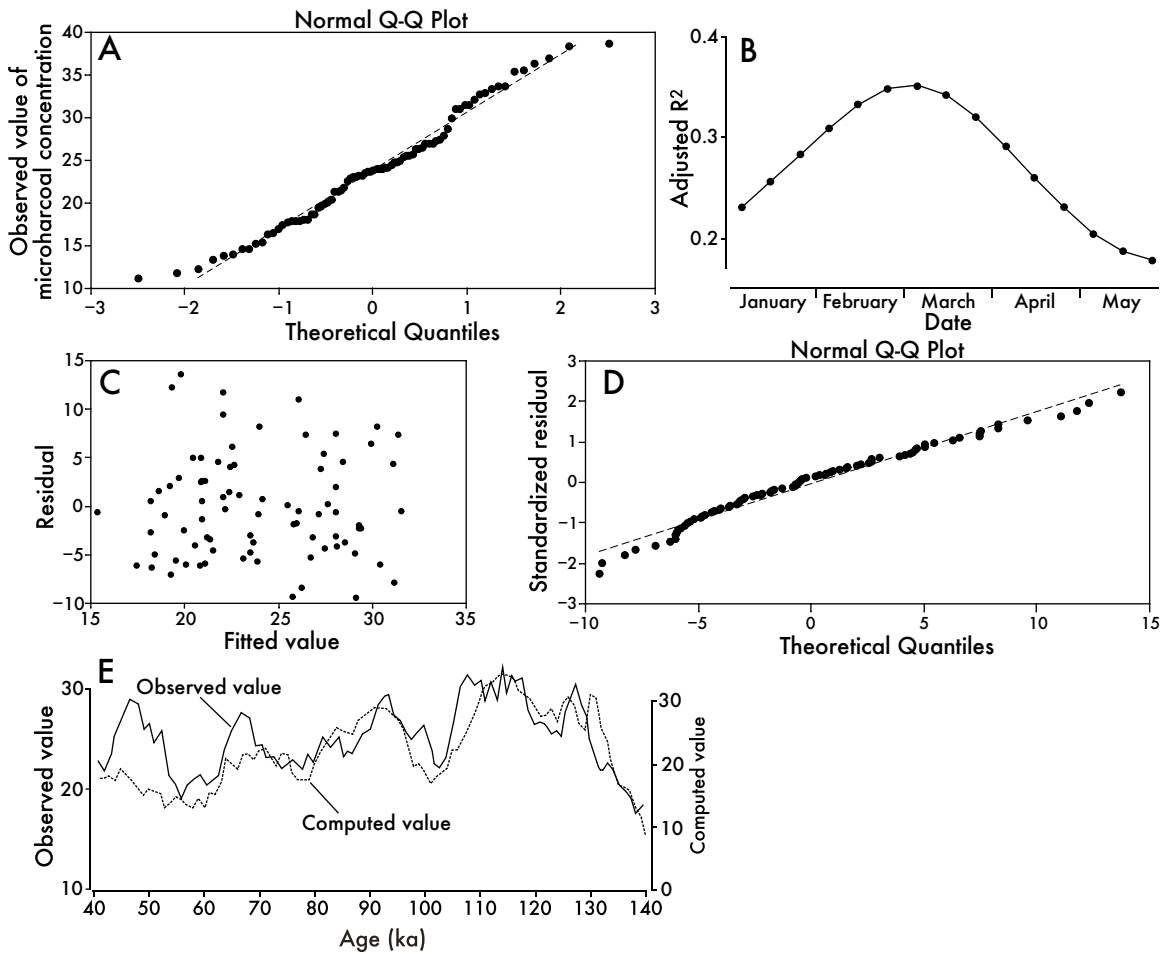 Normal Q-Q Plot
A
Observed value of
microharcoal concentration
40
35
30
25
20
15
10
−3
−2
−1
0
1
2
3
Theoretical Quantiles
B
Adjusted R2
0.4
0.3
0.2
January
February
March
April
May
Date
C
Residual
15
10
5
0
−5
−10
15
20
25
30
35
Fitted value
Normal Q-Q Plot
D
Standardized residual
3
2
1
0
−1
−2
−3
−10
−5
0
5
10
15
Theoretical Quantiles
E
Observed value
30
20
10
Observed value
Computed value
30
20
10
0
Computed value
40
50
60
70
80
90
100
110
120
130
140
Age (ka)